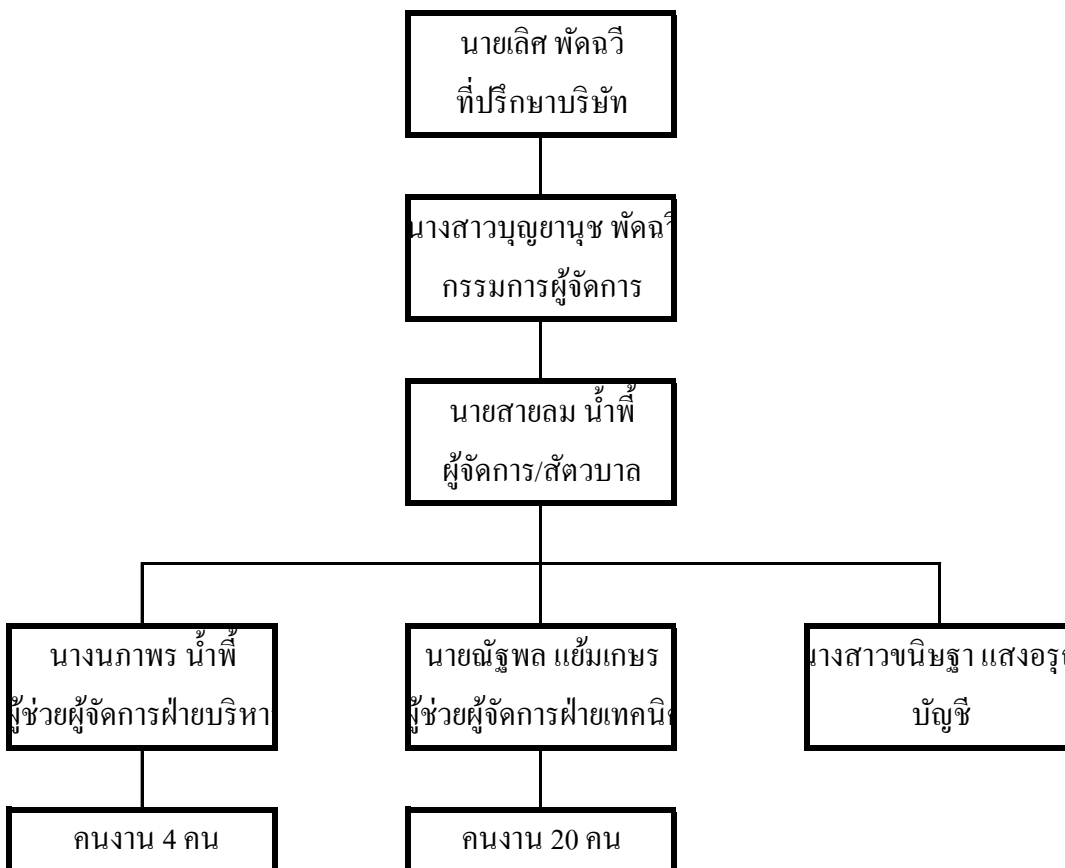 นายเลิศ พัดฉวี
ที่ปรึกษาบริษัท
นางสาวบุญยานุช พัดฉวี
กรรมการผู้จัดการ
นายสายลม น้ำพี้
ผู้จัดการ/สัตวบาล
นางนภาพร น้ำพี้
ผู้ช่วยผู้จัดการฝ่ายบริหา
นายณัฐพล แย้มเกษร
ผู้ช่วยผู้จัดการฝ่ายเทคนิค
นางสาวขนิษฐา แสงอรุณ
บัญชี
คนงาน 4 คน
คนงาน 20 คน